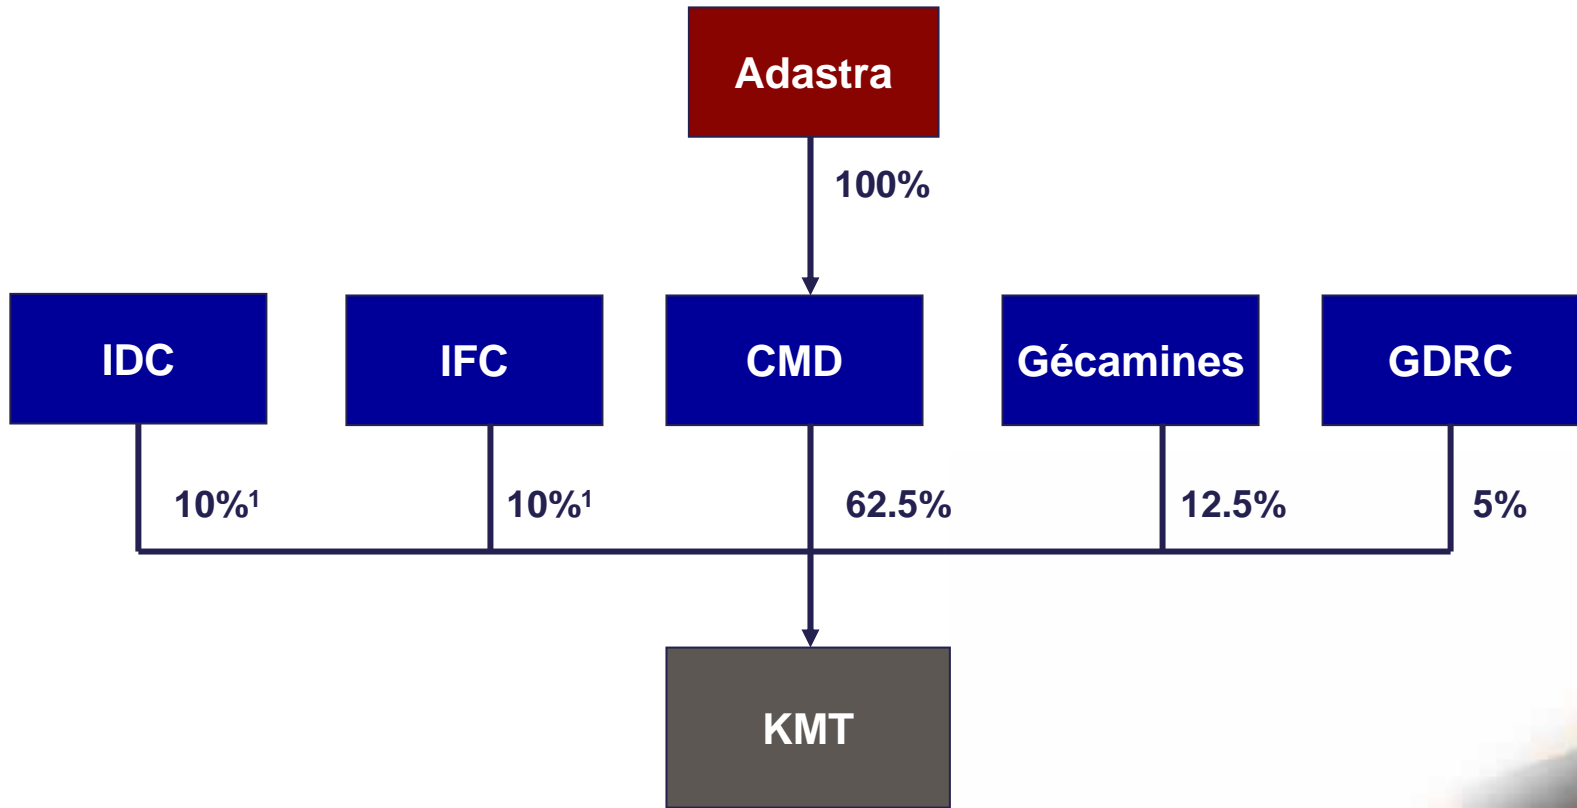 Adastra
100%
IDC
IFC
CMD
Gécamines
GDRC
10%¹
10%¹
62.5%
12.5%
5%
KMT